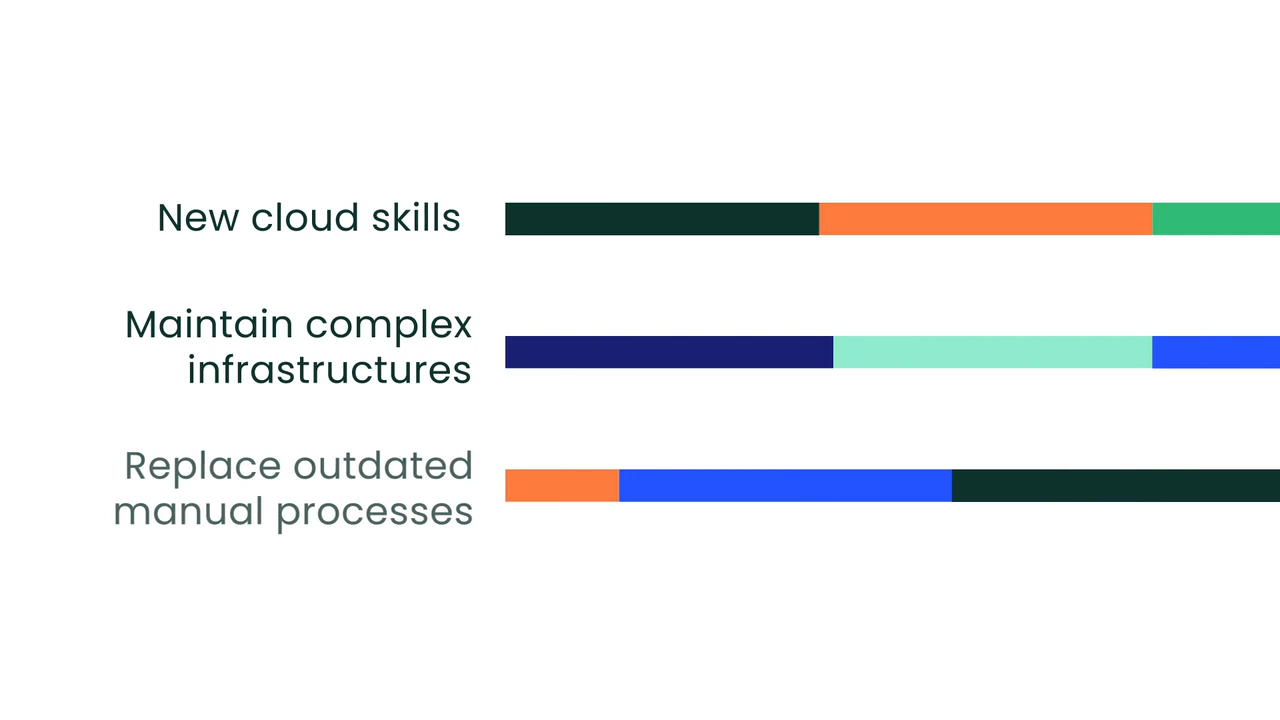 New cloud skills
Maintain complex
infrastructures
Replace outdated
manual processes